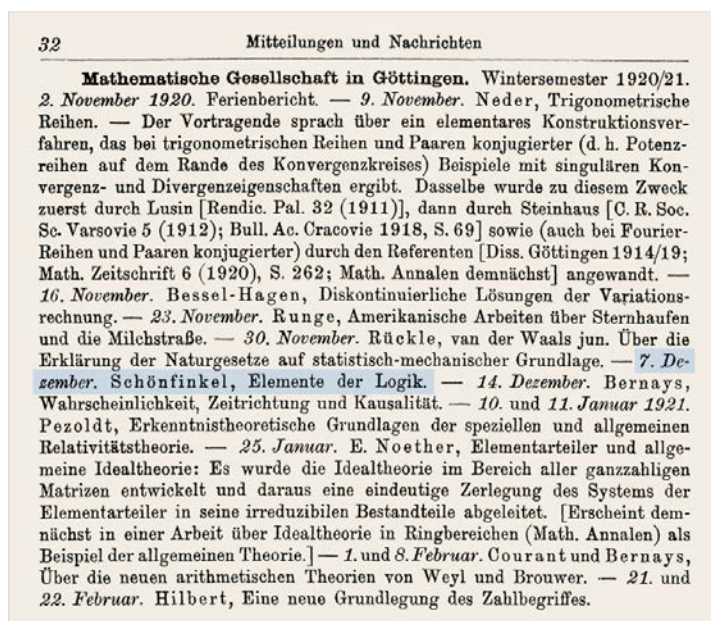 32 Mitteilungen und Nachrichten
Mathematische Gesellschaft in Göttingen. Wintersemester 1920/21.
2. November 1920. Ferienbericht. — 9. November. Neder, Trigonometrische
Reihen. — Der Vortragende sprach über ein elementares Konstruktionsver-
fahren, das bei trigonometrischen Reihen und Paaren konjugierter (d. h. Potenz-
reihen auf dem Rande des Konvergenzkreises) Beispiele mit singulären Kon-
vergenz- und Divergenzeigenschaften ergibt. Dasselbe wurde zu diesem Zweck
zuerst durch Lusin [Rendic. Pal. 32 (1911)], dann durch Steinhaus [C. R. Soc.
Sc. Varsovie 5 (1912); Bull. Ac. Cracovie 1918, S. 69] sowie (auch bei Fourier-
Reihen und Paaren konjugierter) durch den Referenten [Diss. Göttingen 1914/19;
Math. Zeitschrift 6 (1920), S. 262; Math. Annalen demnächst] angewandt. —
16. November. Bessel-Hagen, Diskontinuierliche Lösungen der Variations-
rechnung. — 23. November. Runge, Amerikanische Arbeiten über Sternhaufen
und die Milchstraße. — 30. November. Rückle, van der Waals jun. Über die
Erklärung der Naturgesetze auf statistisch-mechanischer Grundlage. — 7. De-
zember. Schönfinkel, Elemente der Logik. — 14. Dezember. Bernays,
Wahrscheinlichkeit, Zeitrichtung und Kausalität. — 10. und 11. Januar 1921.
Pezoldt, Erkenntnistheoretische Grundlagen der speziellen und allgemeinen
Relativitätstheorie. — 25. Januar. E. Noether, Elementarteiler und allge-
meine Idealtheorie: Es wurde die Idealtheorie im Bereich aller ganzzahligen
Matrizen entwickelt und daraus eine eindeutige Zerlegung des Systems der
Elementarteiler in seine irreduzibilen Bestandteile abgeleitet. [Erscheint dem-
nächst in einer Arbeit über Idealtheorie in Ringbereichen (Math. Annalen) als
Beispiel der allgemeinen Theorie.] — 1. und 8. Februar. Courant und Bernays,
Über die neuen arithmetischen Theorien von Weyl und Brouwer. — 21. und
22. Februar. Hilbert, Eine neue Grundlegung des Zahlbegriffes.